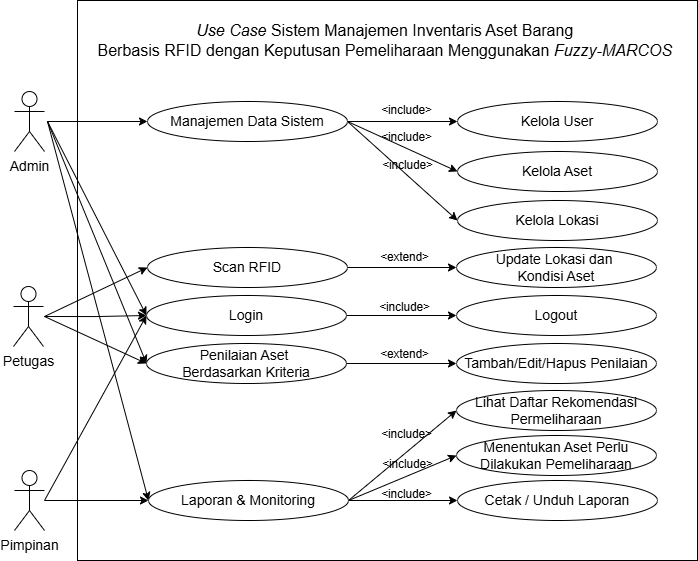 Use Case Sistem Manajemen Inventaris Aset Barang
Berbasis RFID dengan Keputusan Pemeliharaan Menggunakan Fuzzy-MARCOS
Admin
Manajemen Data Sistem
<include>
Kelola User
<include>
Kelola Aset
<include>
Kelola Lokasi
Petugas
Scan RFID
<extend>
Update Lokasi dan
Kondisi Aset
Login
<include>
Logout
Penilaian Aset
Berdasarkan Kriteria
<extend>
Tambah/Edit/Hapus Penilaian
Pimpinan
Laporan & Monitoring
<include>
Lihat Daftar Rekomendasi
Permeliharaan
<include>
Menentukan Aset Perlu
Dilakukan Pemeliharaan
<include>
Cetak / Unduh Laporan